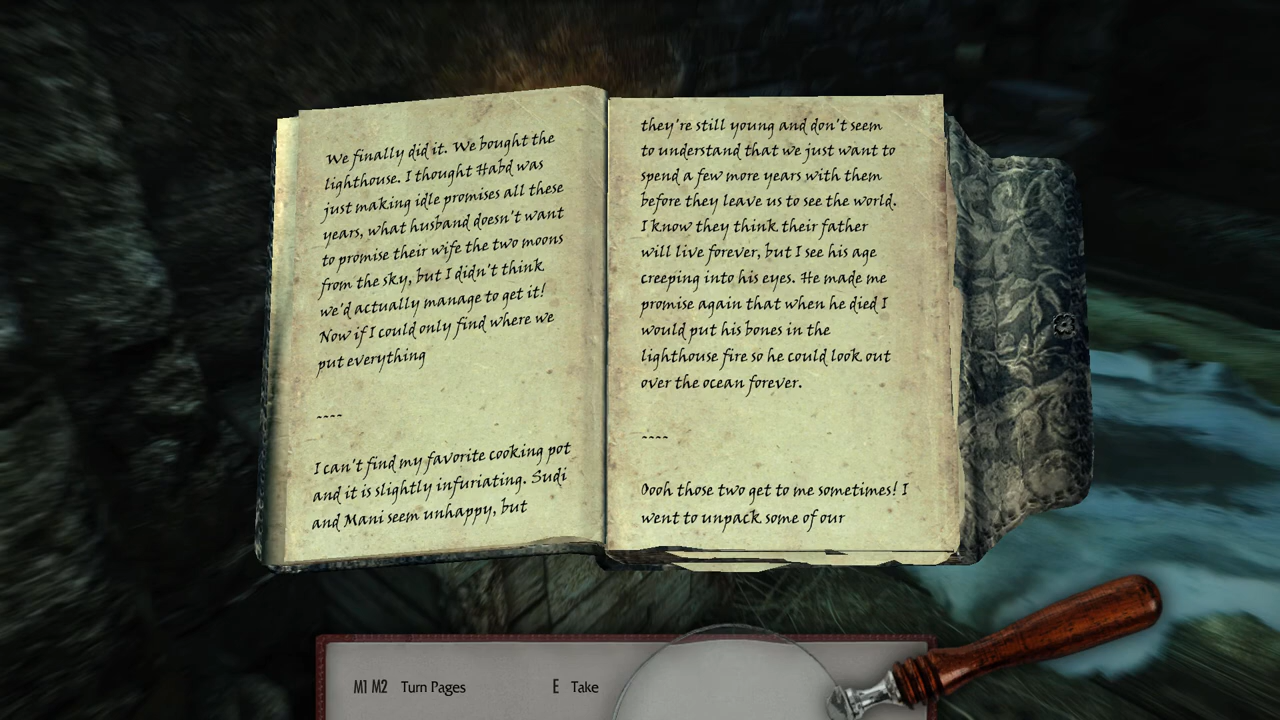 We finally did it. We bought the
lighthouse. I thought Habd was
just making idle promises all these
years, what husband doesn't want
to promise their wife the two moons
from the sky, but I didn't think
we'd actually manage to get it!
Now if I could only find where we
put everything
~~~~
I can't find my favorite cooking pot
and it is slightly infuriating. Sudi
and Mani seem unhappy, but
they're still young and don't seem
to understand that we just want to
spend a few more years with them
before they leave us to see the world.
I know they think their father
will live forever, but I see his age
creeping into his eyes. He made me
promise again that when he died I
would put his bones in the
lighthouse fire so he could look out
over the ocean forever.
~~~~
Oooh those two get to me sometimes! I
went to unpack some of our
M1 M2 Turn Pages
E Take